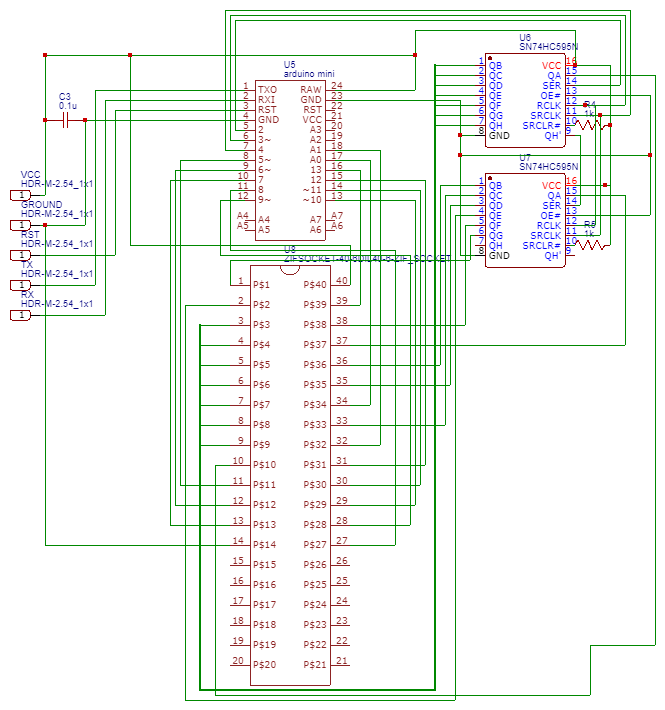 U5
arduino mini
1 TXO RAW 24
2 RXI GND 23
3 RST RST 22
4 GND VCC 21
5 2 A3 20
6 3~ A2 19
7 4 A1 18
8 5~ A0 17
9 6~ 13 16
10 7 12 15
11 8 ~11 14
12 9~ ~10 13
A4 A4 A7 A7
A5 A5 A6 A6
C3
0.1u
VCC
HDR-M-2.54_1x1
1
GROUND
HDR-M-2.54_1x1
1
RST
HDR-M-2.54_1x1
1
TX
HDR-M-2.54_1x1
1
RX
HDR-M-2.54_1x1
1
U6
SN74HC595N
1 QB VCC 16
2 QC QA 15
3 QD SER 14
4 QE OE# 13
5 QF RCLK 12
6 QG SRCLK 11
7 QH SRCLR# 10
8 GND QH' 9
R4
1k
U7
SN74HC595N
1 QB VCC 16
2 QC QA 15
3 QD SER 14
4 QE OE# 13
5 QF RCLK 12
6 QG SRCLK 11
7 QH SRCLR# 10
8 GND QH' 9
R5
1k
1 P$1 P$40 40
2 P$2 P$39 39
3 P$3 P$38 38
4 P$4 P$37 37
5 P$5 P$36 36
6 P$6 P$35 35
7 P$7 P$34 34
8 P$8 P$33 33
9 P$9 P$32 32
10 P$10 P$31 31
11 P$11 P$30 30
12 P$12 P$29 29
13 P$13 P$28 28
14 P$14 P$27 27
15 P$15 P$26 26
16 P$16 P$25 25
17 P$17 P$24 24
18 P$18 P$23 23
19 P$19 P$22 22
20 P$20 P$21 21